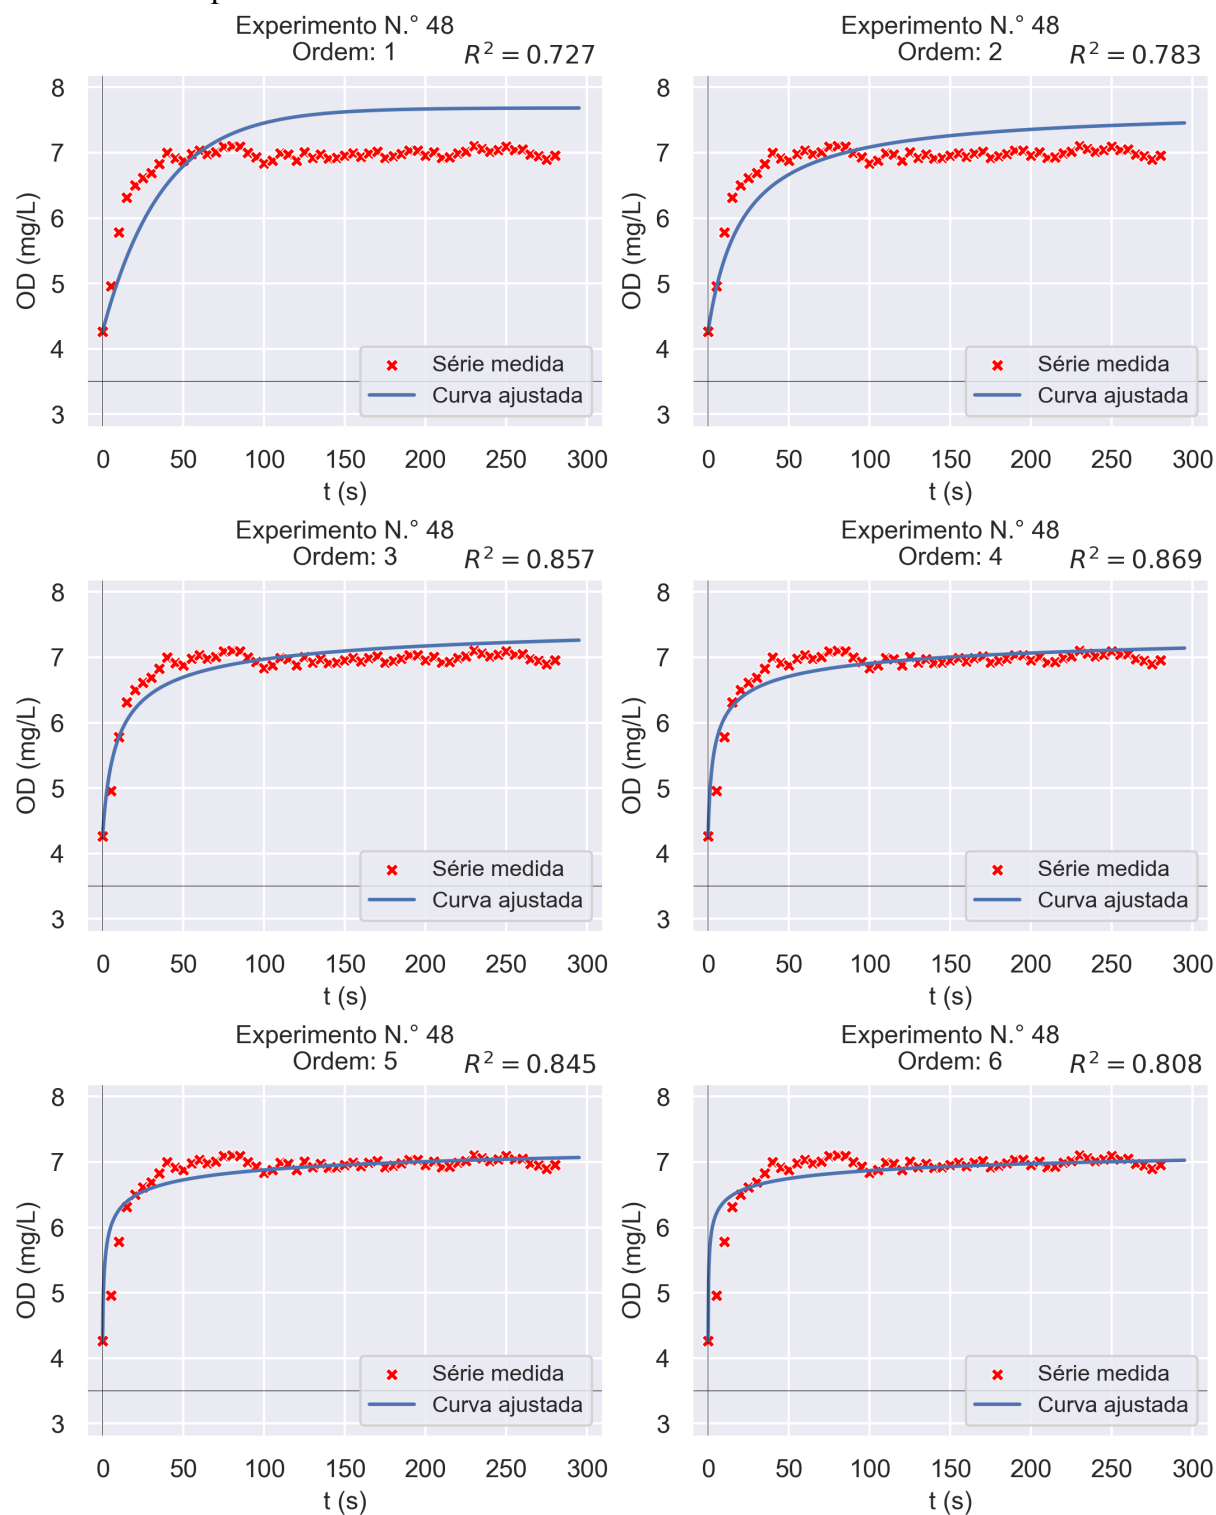 Experimento N.° 48
Ordem: 1
R² = 0.727
8
7
6
5
4
3
OD (mg/L)
Série medida
Curva ajustada
0 50 100 150 200 250 300
t (s)
Experimento N.° 48
Ordem: 2
R² = 0.783
8
7
6
5
4
3
OD (mg/L)
Série medida
Curva ajustada
0 50 100 150 200 250 300
t (s)
Experimento N.° 48
Ordem: 3
R² = 0.857
8
7
6
5
4
3
OD (mg/L)
Série medida
Curva ajustada
0 50 100 150 200 250 300
t (s)
Experimento N.° 48
Ordem: 4
R² = 0.869
8
7
6
5
4
3
OD (mg/L)
Série medida
Curva ajustada
0 50 100 150 200 250 300
t (s)
Experimento N.° 48
Ordem: 5
R² = 0.845
8
7
6
5
4
3
OD (mg/L)
Série medida
Curva ajustada
0 50 100 150 200 250 300
t (s)
Experimento N.° 48
Ordem: 6
R² = 0.808
8
7
6
5
4
3
OD (mg/L)
Série medida
Curva ajustada
0 50 100 150 200 250 300
t (s)